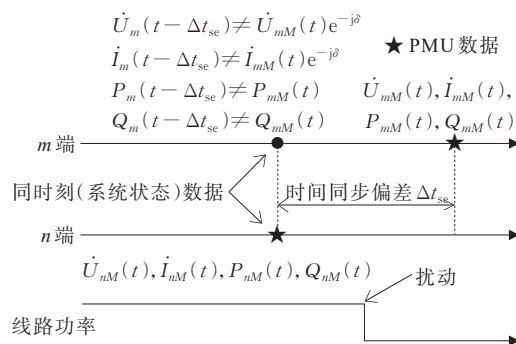 U̇m(t−Δtse)≠U̇mM(t)e−jδ
İm(t−Δtse)≠İmM(t)e−jδ
Pm(t−Δtse)≠PmM(t)
Qm(t−Δtse)≠QmM(t)
★ PMU数据
U̇mM(t),İmM(t),
PmM(t),QmM(t)
m端
同时刻(系统状态)数据
时间同步偏差Δtse
n端
U̇nM(t),İnM(t),PnM(t),QnM(t)
扰动
线路功率